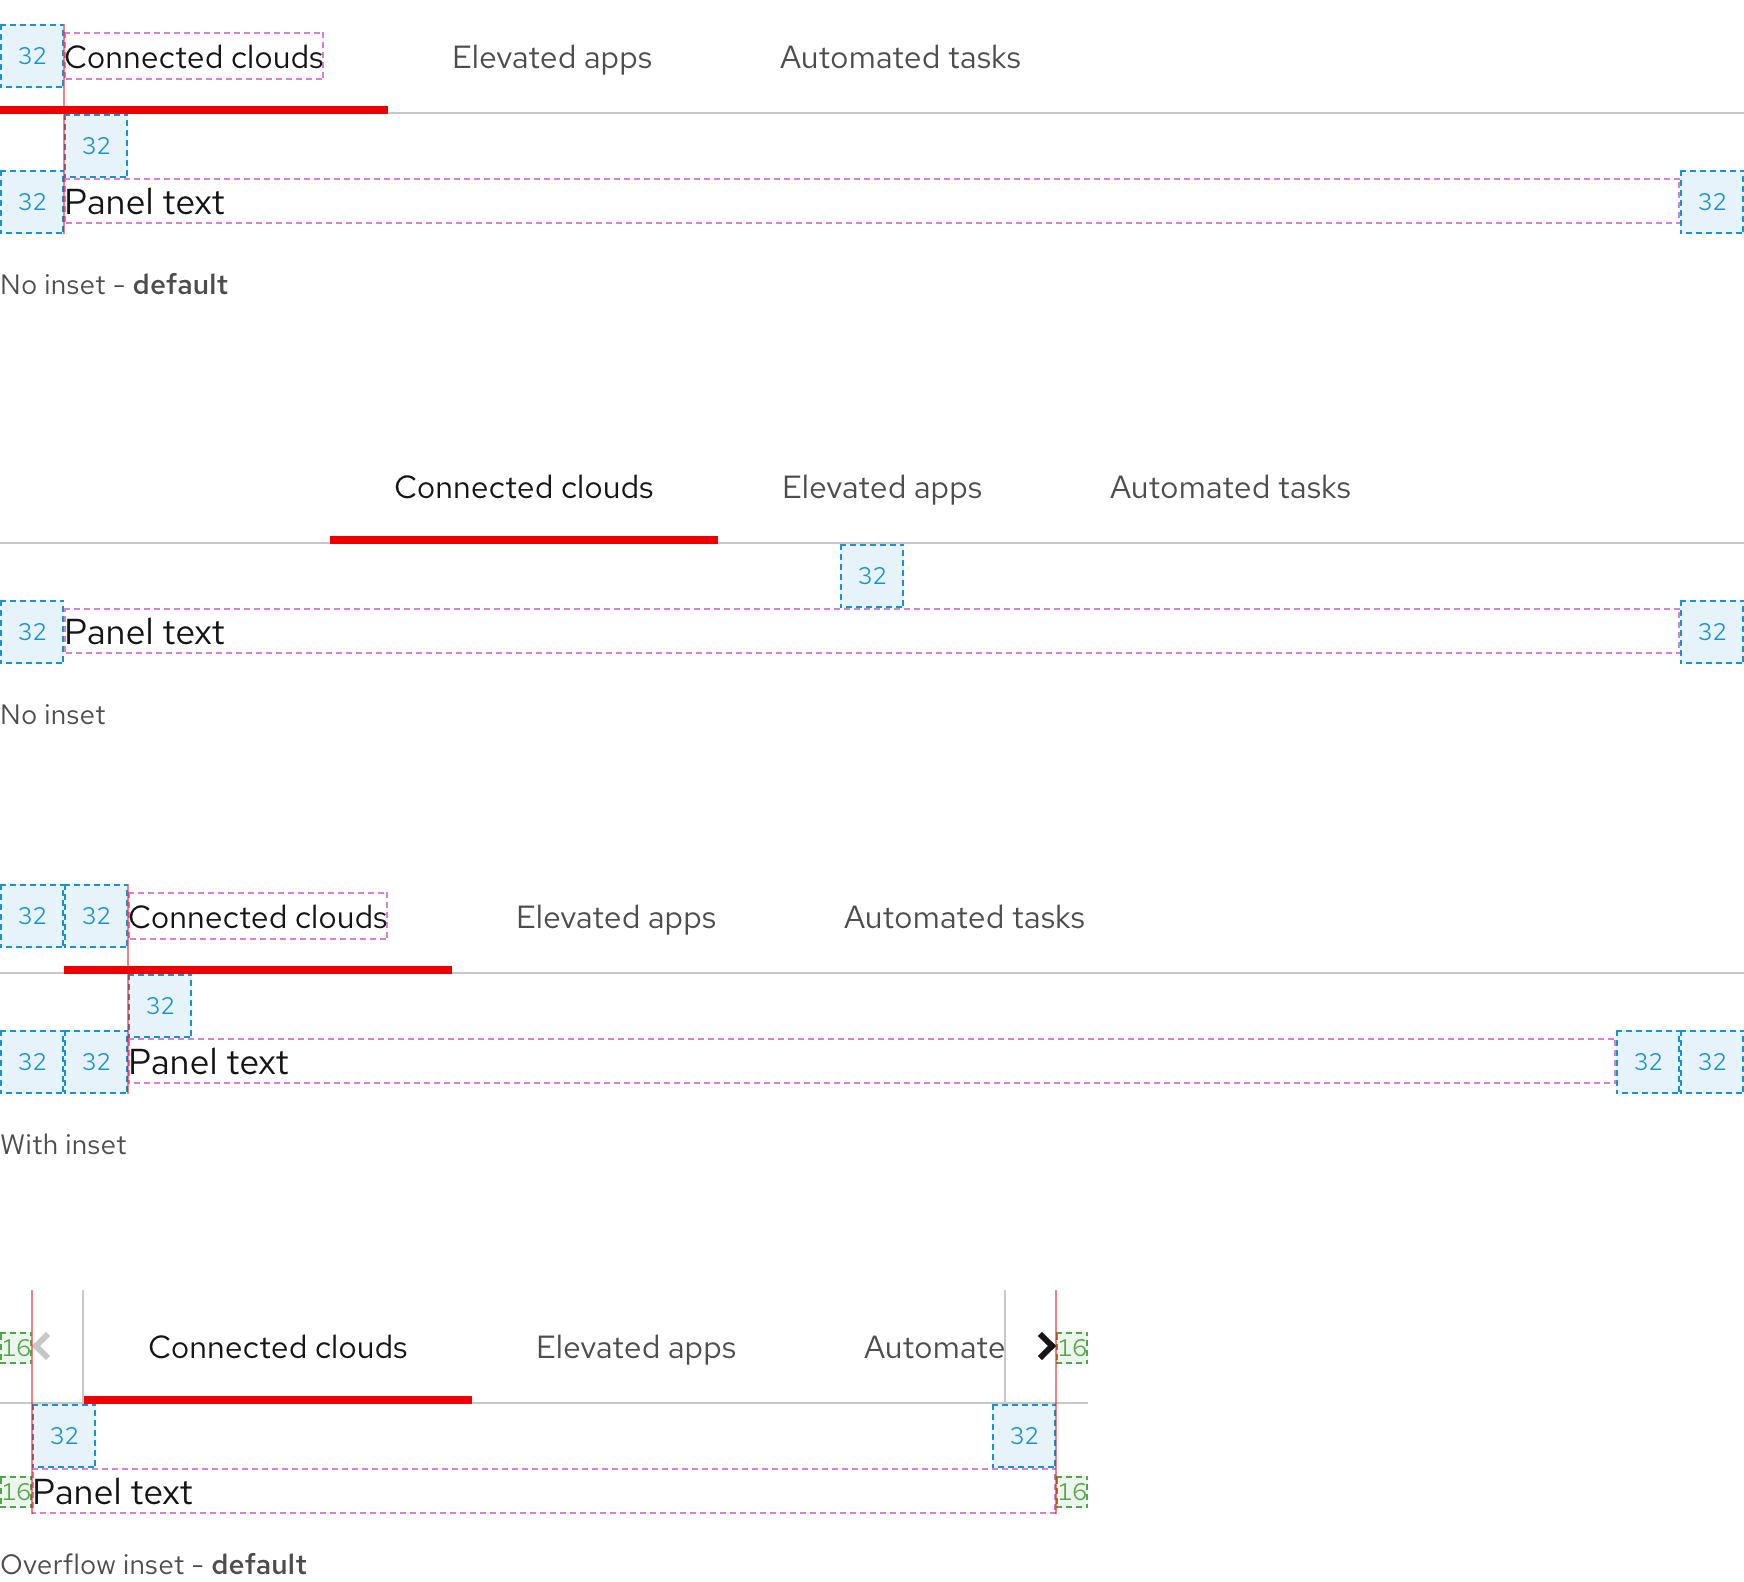 32 Connected clouds Elevated apps Automated tasks
32
32 Panel text 32
No inset - default
Connected clouds Elevated apps Automated tasks
32
32 Panel text 32
No inset
32 32 Connected clouds Elevated apps Automated tasks
32
32 32 Panel text 32 32
With inset
16 Connected clouds Elevated apps Automate 16
32 32
16 Panel text 16
Overflow inset - default